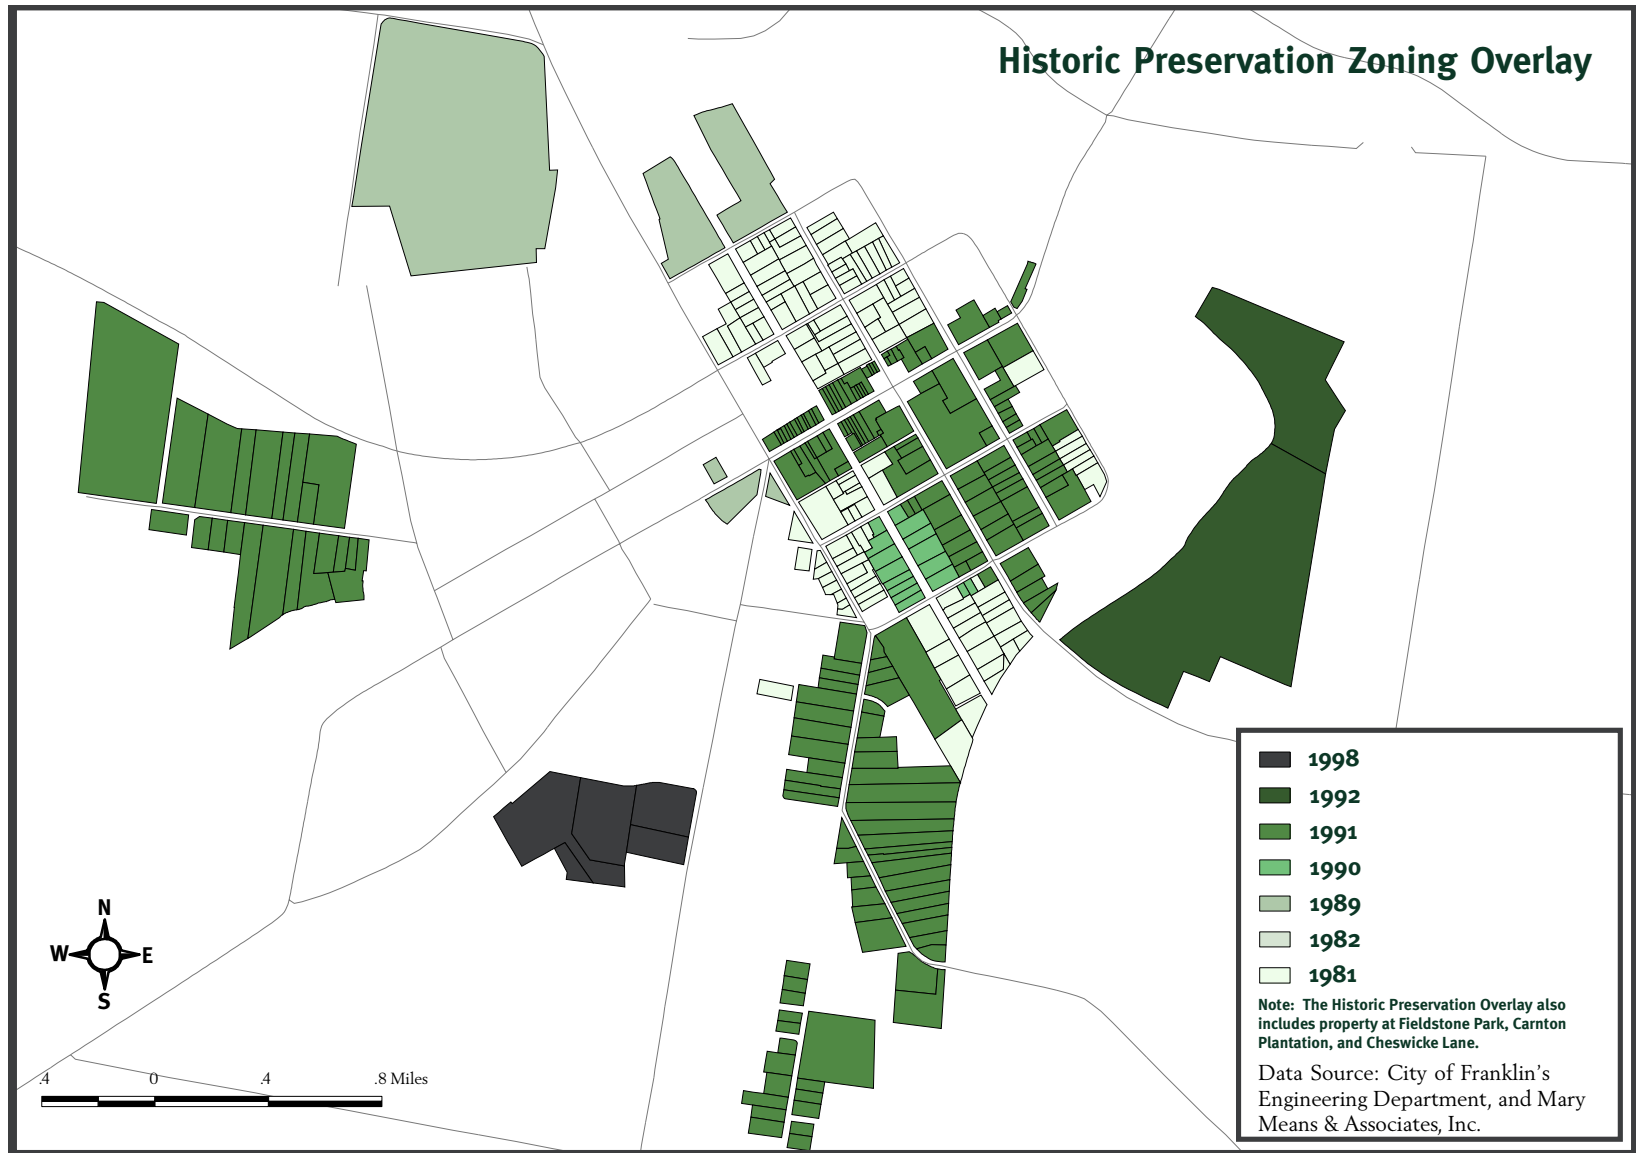 Historic Preservation Zoning Overlay
1998
1992
1991
1990
1989
1982
1981
Note: The Historic Preservation Overlay also
includes property at Fieldstone Park, Carnton
Plantation, and Cheswicke Lane.
Data Source: City of Franklin's
Engineering Department, and Mary
Means & Associates, Inc.
N
W E
S
.4 0 .4 .8 Miles